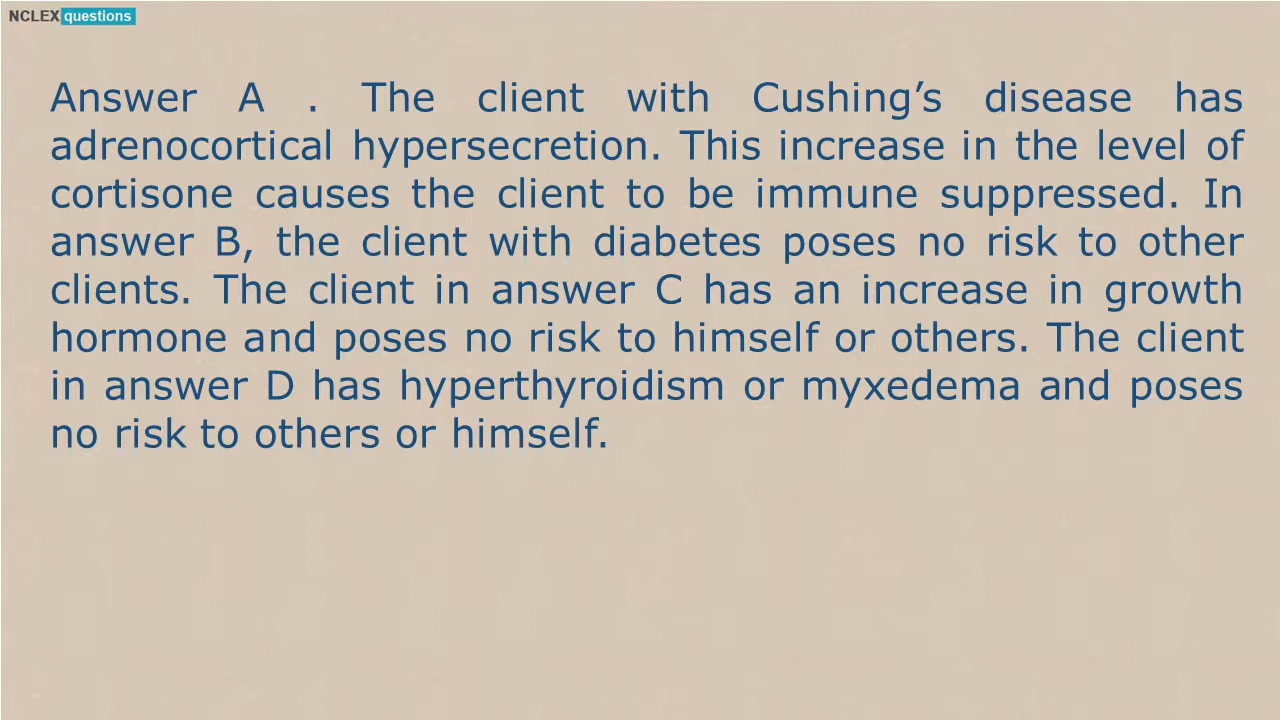 NCLEX questions
Answer A . The client with Cushing’s disease has
adrenocortical hypersecretion. This increase in the level of
cortisone causes the client to be immune suppressed. In
answer B, the client with diabetes poses no risk to other
clients. The client in answer C has an increase in growth
hormone and poses no risk to himself or others. The client
in answer D has hyperthyroidism or myxedema and poses
no risk to others or himself.